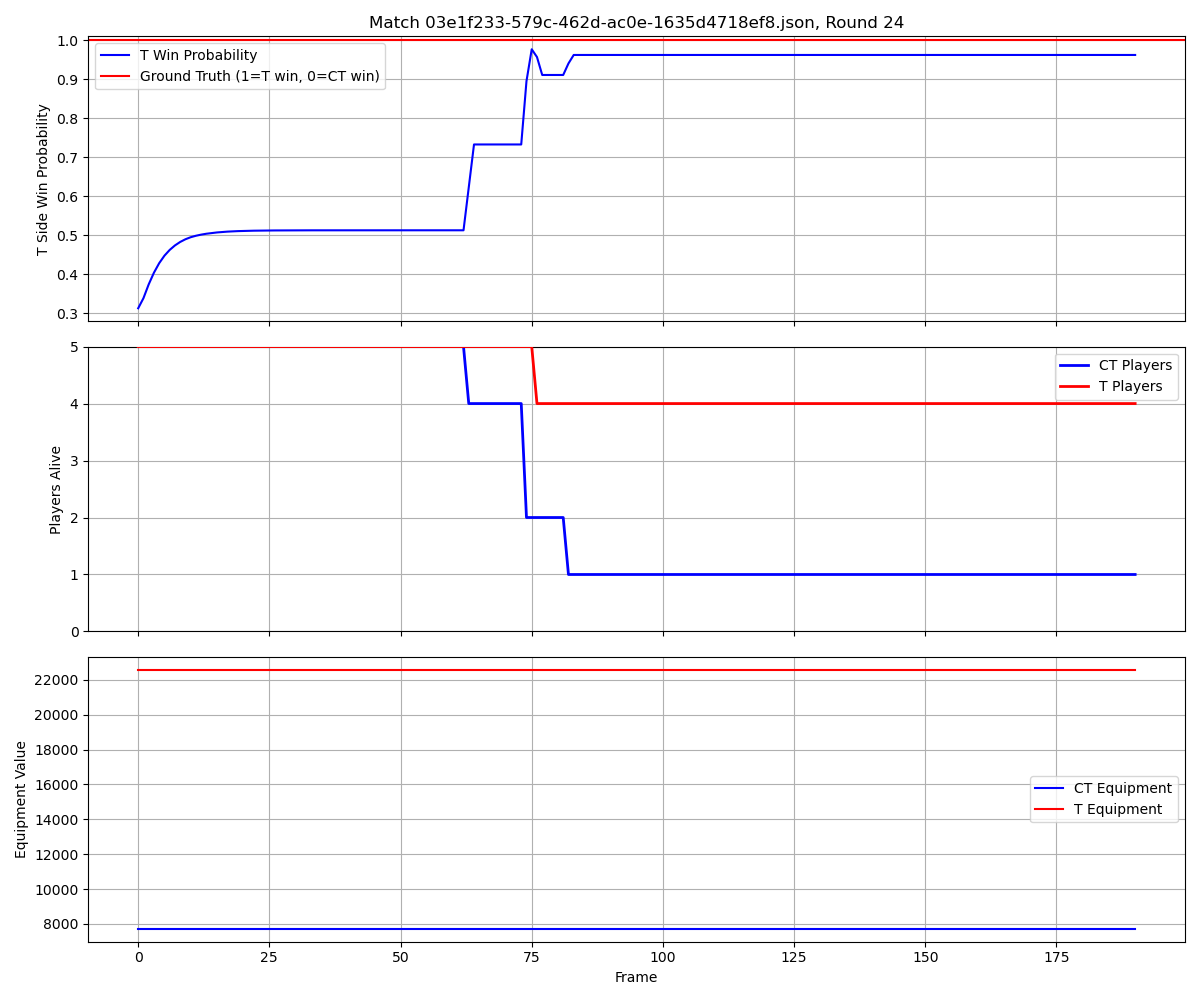 Match 03e1f233-579c-462d-ac0e-1635d4718ef8.json, Round 24
T Side Win Probability
1.0
0.9
0.8
0.7
0.6
0.5
0.4
0.3
T Win Probability
Ground Truth (1=T win, 0=CT win)
Players Alive
5
4
3
2
1
0
CT Players
T Players
Equipment Value
22000
20000
18000
16000
14000
12000
10000
8000
CT Equipment
T Equipment
0 25 50 75 100 125 150 175
Frame